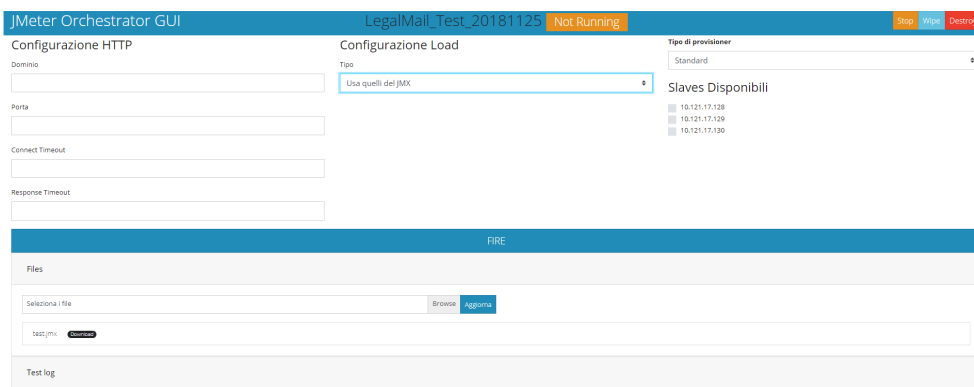 JMeter Orchestrator GUI
LegalMail_Test_20181125 Not Running
Stop Wipe Destroy
Configurazione HTTP
Dominio
Porta
Connect Timeout
Response Timeout
Configurazione Load
Tipo
Usa quelli del JMX
Tipo di provisioner
Standard
Slaves Disponibili
10.121.17.128
10.121.17.129
10.121.17.130
FIRE
Files
Seleziona i file Browse Aggiorna
test.jmx Download
Test log